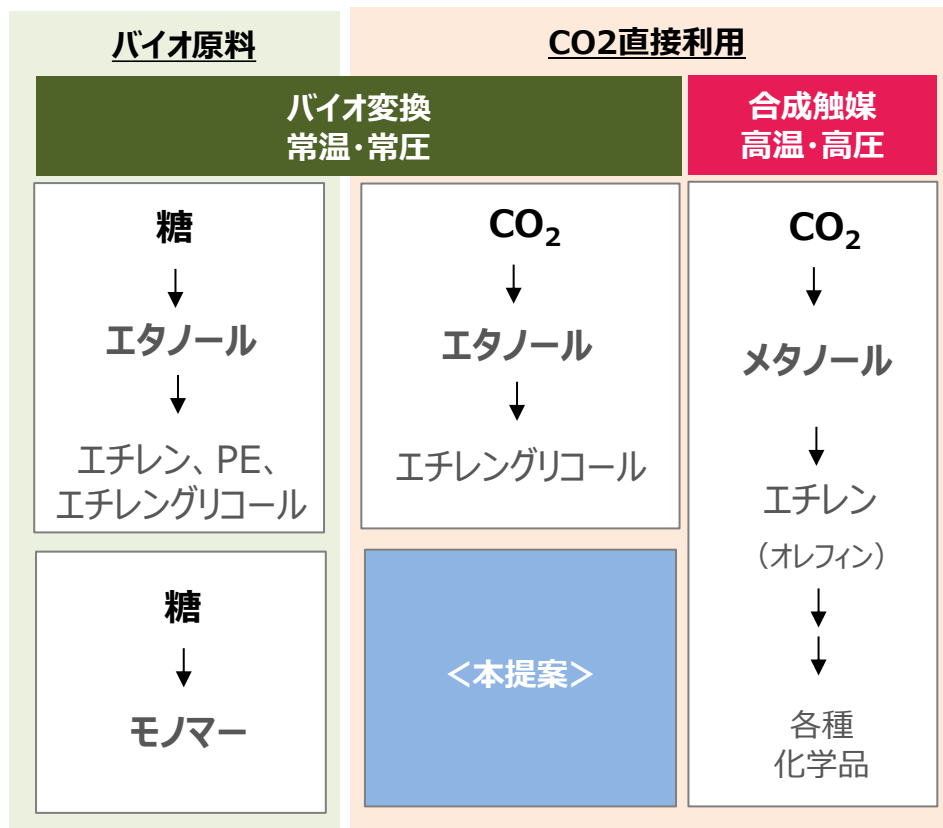 バイオ原料
CO2直接利用
バイオ変換
常温・常圧
合成触媒
高温・高圧
糖
エタノール
エチレン、PE、
エチレングリコール
糖
モノマー
CO₂
エタノール
エチレングリコール
＜本提案＞
CO₂
メタノール
エチレン
（オレフィン）
各種
化学品